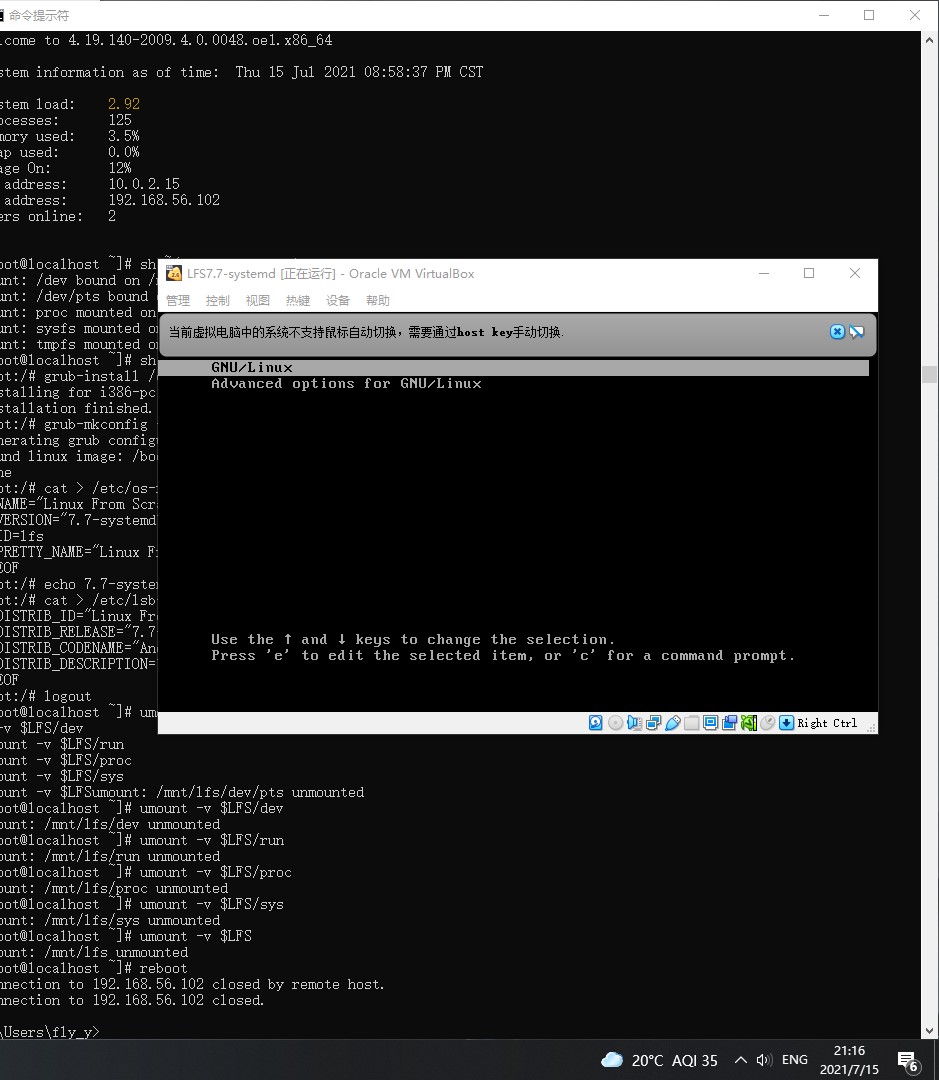 命令提示符
lcome to 4.19.140-2009.4.0.0048.oe1.x86_64
stem information as of time:  Thu 15 Jul 2021 08:58:37 PM CST
stem load:    2.92
ocesses:    125
mory used:    3.5%
ap used:    0.0%
age On:    12%
address:    10.0.2.15
address:    192.168.56.102
ers online:    2
oot@localhost ~]# sh
unt: /dev bound on /
unt: /dev/pts bound
unt: proc mounted on
unt: sysfs mounted o
unt: tmpfs mounted o
oot@localhost ~]# sh
ot:/# grub-install /
stalling for i386-pc
stallation finished.
ot:/# grub-mkconfig
nerating grub config
und linux image: /bo
ne
ot:/# cat > /etc/os-
NAME="Linux From Scr
VERSION="7.7-systemd
ID=lfs
PRETTY_NAME="Linux F
EOF
ot:/# echo 7.7-syste
ot:/# cat > /etc/lsb
DISTRIB_ID="Linux Fr
DISTRIB_RELEASE="7.7
DISTRIB_CODENAME="An
DISTRIB_DESCRIPTION=
EOF
ot:/# logout
oot@localhost ~]# um
-v $LFS/dev
ount -v $LFS/run
ount -v $LFS/proc
ount -v $LFS/sys
ount -v $LFSumount: /mnt/lfs/dev/pts unmounted
oot@localhost ~]# umount -v $LFS/dev
ount: /mnt/lfs/dev unmounted
oot@localhost ~]# umount -v $LFS/run
ount: /mnt/lfs/run unmounted
oot@localhost ~]# umount -v $LFS/proc
ount: /mnt/lfs/proc unmounted
oot@localhost ~]# umount -v $LFS/sys
ount: /mnt/lfs/sys unmounted
oot@localhost ~]# umount -v $LFS
ount: /mnt/lfs unmounted
oot@localhost ~]# reboot
nnection to 192.168.56.102 closed by remote host.
nnection to 192.168.56.102 closed.
\Users\fly_y>
LFS7.7-systemd [正在运行] - Oracle VM VirtualBox
管理 控制 视图 热键 设备 帮助
当前虚拟电脑中的系统不支持鼠标自动切换，需要通过host key手动切换.
GNU/Linux
Advanced options for GNU/Linux
Use the ↑ and ↓ keys to change the selection.
Press 'e' to edit the selected item, or 'c' for a command prompt.
Right Ctrl
20°C AQI 35
ENG
21:16
2021/7/15
6